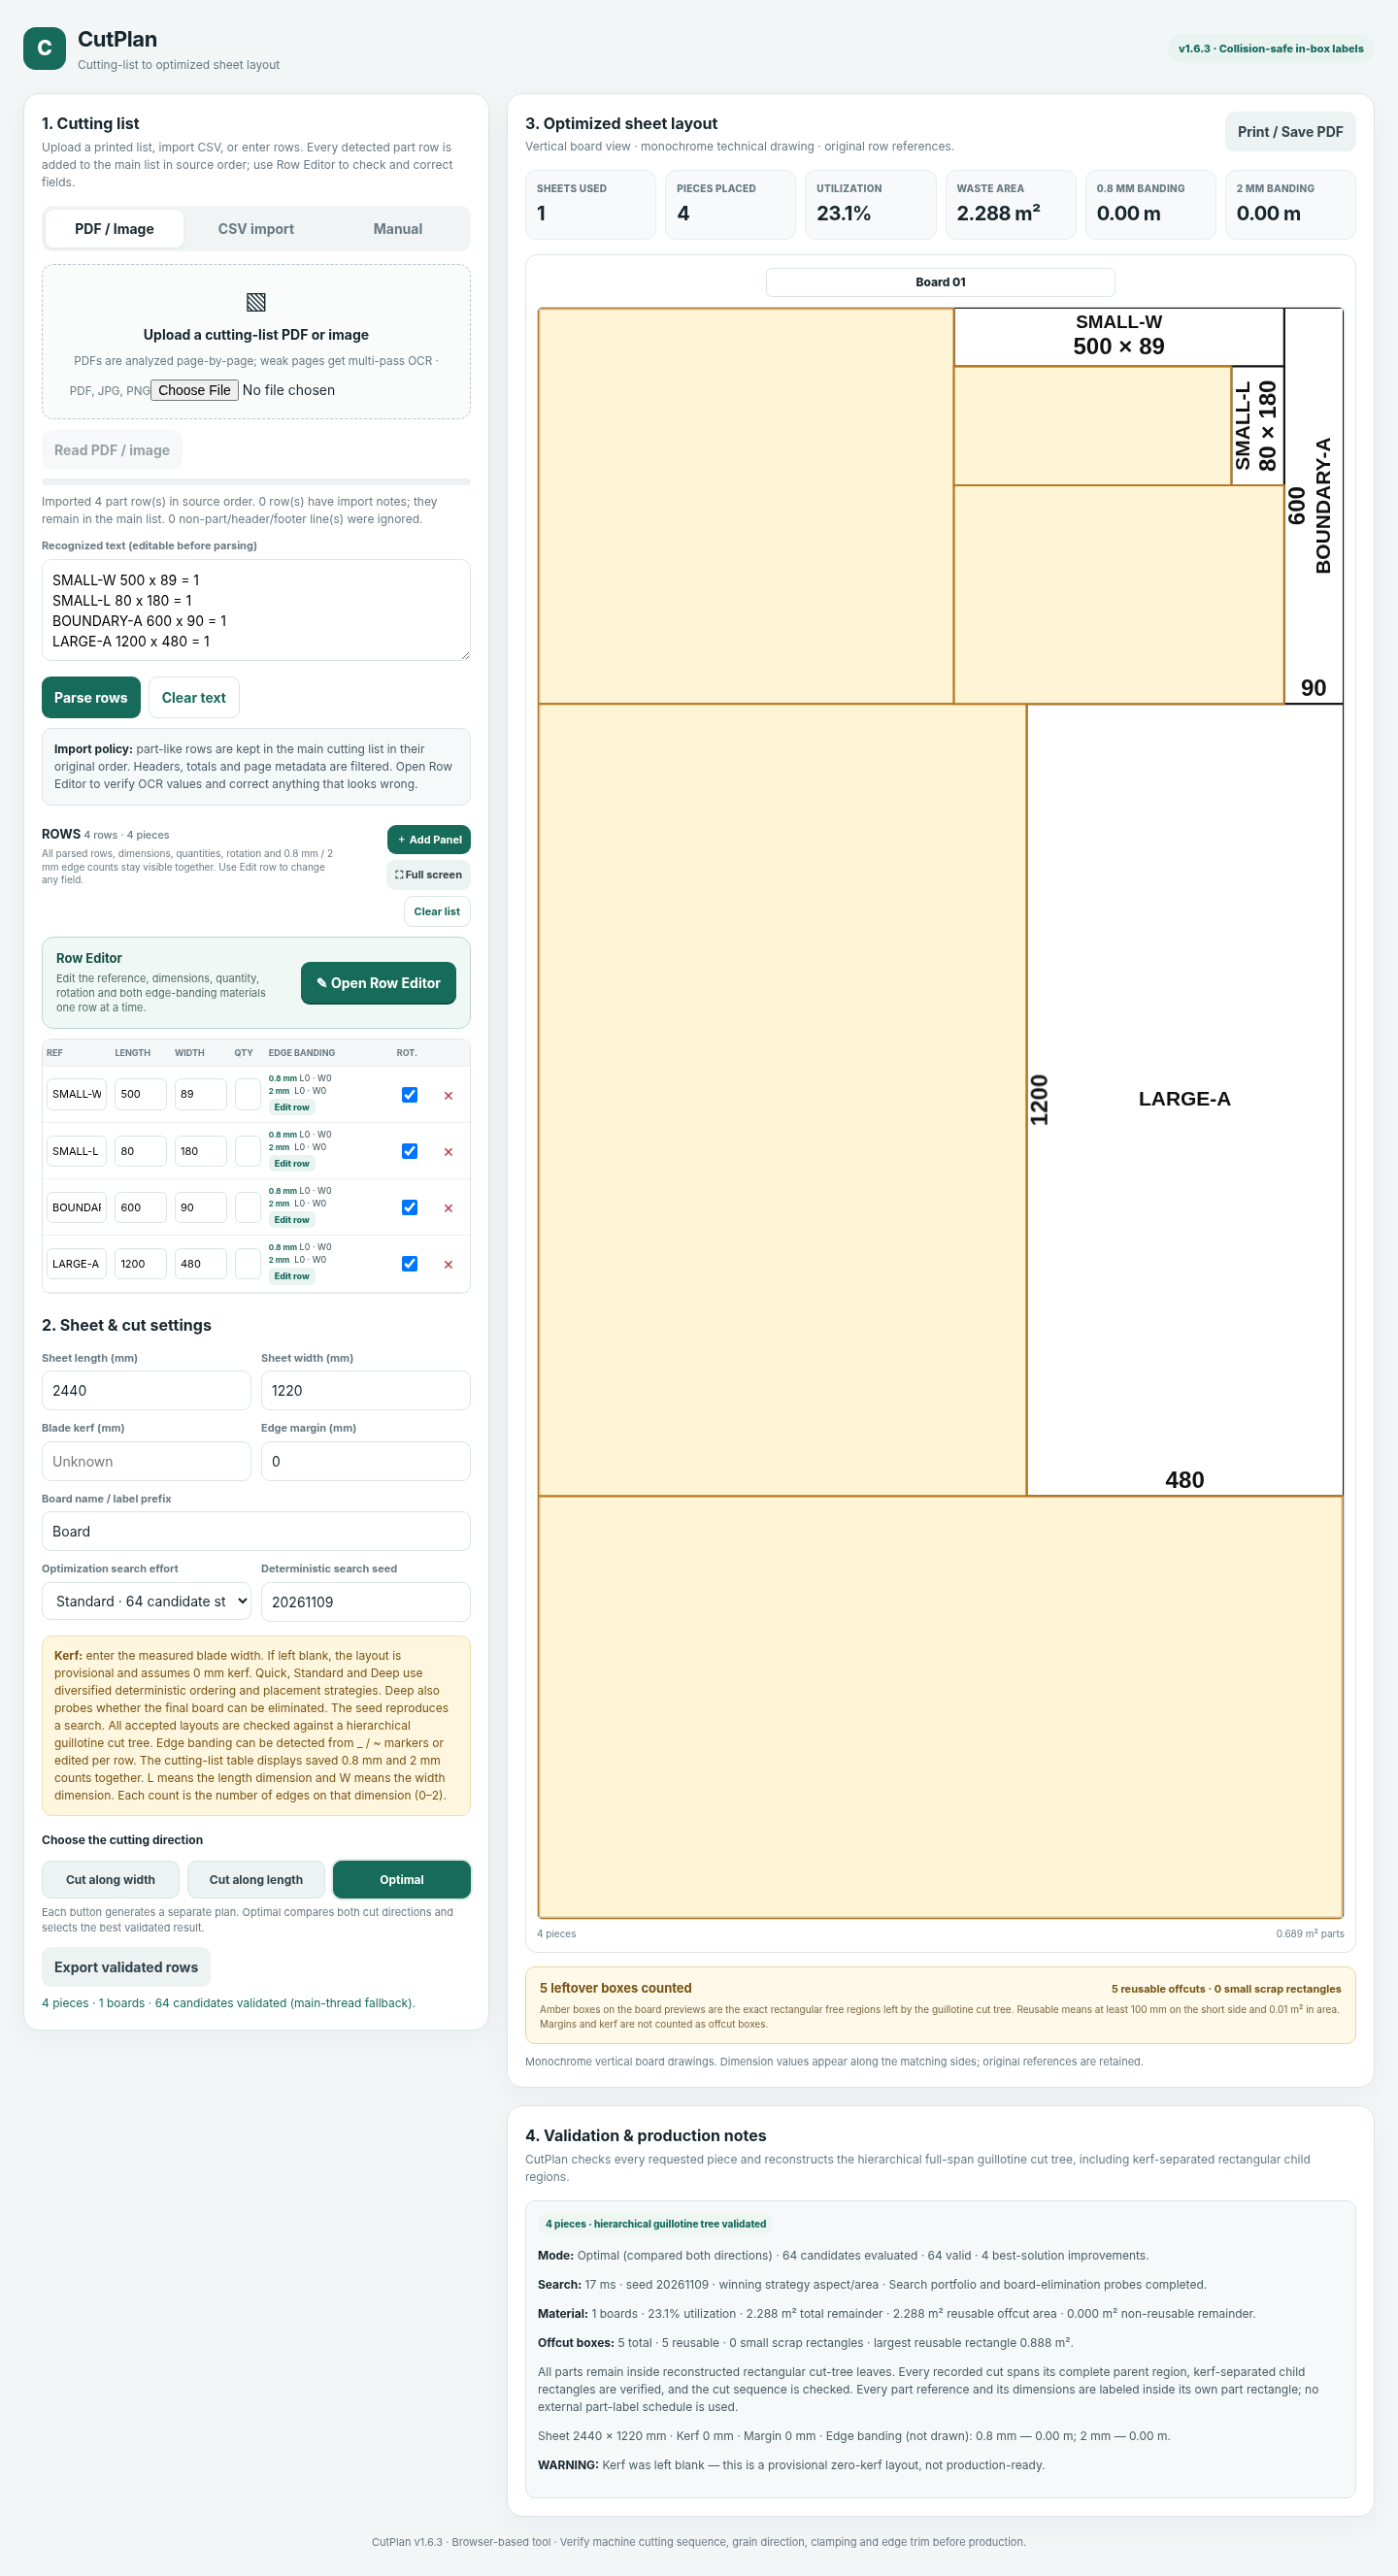 C
CutPlan
Cutting-list to optimized sheet layout
v1.6.3 · Collision-safe in-box labels
1. Cutting list
Upload a printed list, import CSV, or enter rows. Every detected part row is
added to the main list in source order; use Row Editor to check and correct
fields.
PDF / Image
CSV import
Manual
Upload a cutting-list PDF or image
PDFs are analyzed page-by-page; weak pages get multi-pass OCR ·
PDF, JPG, PNG Choose File No file chosen
Read PDF / image
Imported 4 part row(s) in source order. 0 row(s) have import notes; they
remain in the main list. 0 non-part/header/footer line(s) were ignored.
Recognized text (editable before parsing)
SMALL-W 500 x 89 = 1
SMALL-L 80 x 180 = 1
BOUNDARY-A 600 x 90 = 1
LARGE-A 1200 x 480 = 1
Parse rows
Clear text
Import policy: part-like rows are kept in the main cutting list in their
original order. Headers, totals and page metadata are filtered. Open Row
Editor to verify OCR values and correct anything that looks wrong.
ROWS 4 rows · 4 pieces
All parsed rows, dimensions, quantities, rotation and 0.8 mm / 2
mm edge counts stay visible together. Use Edit row to change
any field.
+ Add Panel
⛶ Full screen
Clear list
Row Editor
Edit the reference, dimensions, quantity,
rotation and both edge-banding materials
one row at a time.
✎ Open Row Editor
REF LENGTH WIDTH QTY EDGE BANDING ROT.
SMALL-W 500 89 0.8 mm L0 · W0
2 mm L0 · W0
Edit row
×
SMALL-L 80 180 0.8 mm L0 · W0
2 mm L0 · W0
Edit row
×
BOUNDAR 600 90 0.8 mm L0 · W0
2 mm L0 · W0
Edit row
×
LARGE-A 1200 480 0.8 mm L0 · W0
2 mm L0 · W0
Edit row
×
2. Sheet & cut settings
Sheet length (mm)
Sheet width (mm)
2440
1220
Blade kerf (mm)
Edge margin (mm)
Unknown
0
Board name / label prefix
Board
Optimization search effort
Deterministic search seed
Standard · 64 candidate st
20261109
Kerf: enter the measured blade width. If left blank, the layout is
provisional and assumes 0 mm kerf. Quick, Standard and Deep use
diversified deterministic ordering and placement strategies. Deep also
probes whether the final board can be eliminated. The seed reproduces
a search. All accepted layouts are checked against a hierarchical
guillotine cut tree. Edge banding can be detected from _ / ~ markers or
edited per row. The cutting-list table displays saved 0.8 mm and 2 mm
counts together. L means the length dimension and W means the width
dimension. Each count is the number of edges on that dimension (0–2).
Choose the cutting direction
Cut along width
Cut along length
Optimal
Each button generates a separate plan. Optimal compares both cut directions and
selects the best validated result.
Export validated rows
4 pieces · 1 boards · 64 candidates validated (main-thread fallback).
3. Optimized sheet layout
Vertical board view · monochrome technical drawing · original row references.
Print / Save PDF
SHEETS USED
1
PIECES PLACED
4
UTILIZATION
23.1%
WASTE AREA
2.288 m²
0.8 MM BANDING
0.00 m
2 MM BANDING
0.00 m
Board 01
SMALL-W
500 × 89
SMALL-L
80 × 180
600
BOUNDARY-A
90
1200
LARGE-A
480
4 pieces
0.689 m² parts
5 leftover boxes counted
5 reusable offcuts · 0 small scrap rectangles
Amber boxes on the board previews are the exact rectangular free regions left by the guillotine cut tree. Reusable means at least 100 mm on the short side and 0.01 m² in area.
Margins and kerf are not counted as offcut boxes.
Monochrome vertical board drawings. Dimension values appear along the matching sides; original references are retained.
4. Validation & production notes
CutPlan checks every requested piece and reconstructs the hierarchical full-span guillotine cut tree, including kerf-separated rectangular child
regions.
4 pieces · hierarchical guillotine tree validated
Mode: Optimal (compared both directions) · 64 candidates evaluated · 64 valid · 4 best-solution improvements.
Search: 17 ms · seed 20261109 · winning strategy aspect/area · Search portfolio and board-elimination probes completed.
Material: 1 boards · 23.1% utilization · 2.288 m² total remainder · 2.288 m² reusable offcut area · 0.000 m² non-reusable remainder.
Offcut boxes: 5 total · 5 reusable · 0 small scrap rectangles · largest reusable rectangle 0.888 m².
All parts remain inside reconstructed rectangular cut-tree leaves. Every recorded cut spans its complete parent region, kerf-separated child
rectangles are verified, and the cut sequence is checked. Every part reference and its dimensions are labeled inside its own part rectangle; no
external part-label schedule is used.
Sheet 2440 × 1220 mm · Kerf 0 mm · Margin 0 mm · Edge banding (not drawn): 0.8 mm — 0.00 m; 2 mm — 0.00 m.
WARNING: Kerf was left blank — this is a provisional zero-kerf layout, not production-ready.
CutPlan v1.6.3 · Browser-based tool · Verify machine cutting sequence, grain direction, clamping and edge trim before production.